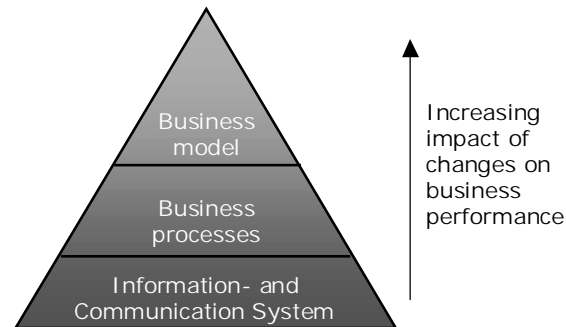 Business
model
Business
processes
Information- and
Communication System
Increasing
impact of
changes on
business
performance